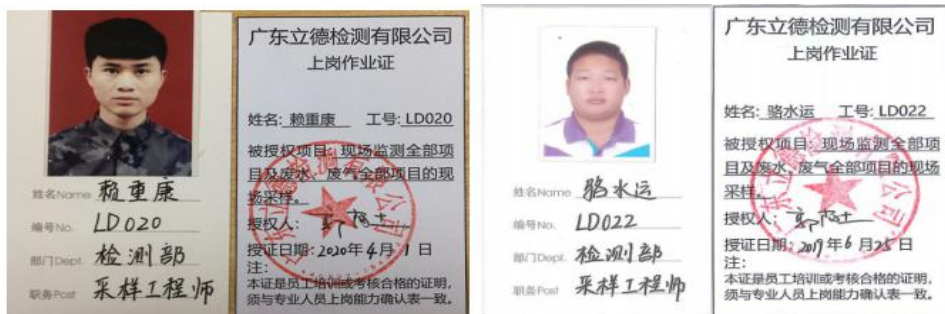 姓名Name 赖重康
编号No. LD020
部门Dept. 检测部
职务Post 采样工程师
广东立德检测有限公司
上岗作业证
姓名: 赖重康 工号: LD020
被授权项目: 现场监测全部项
目及废水、废气全部项目的现
场采样。
授权人:
授证日期: 2020年4月1日
注:
本证是员工培训或考核合格的证明,
须与专业人员上岗能力确认表一致。
姓名Name 骆水运
编号No. LD022
部门Dept. 检测部
职务Post 采样工程师
广东立德检测有限公司
上岗作业证
姓名: 骆水运 工号: LD022
被授权项目: 现场监测全部项
目及废水、废气全部项目的现场
采样。
授权人:
授证日期: 2019年6月25日
注:
本证是员工培训或考核合格的证明,
须与专业人员上岗能力确认表一致。